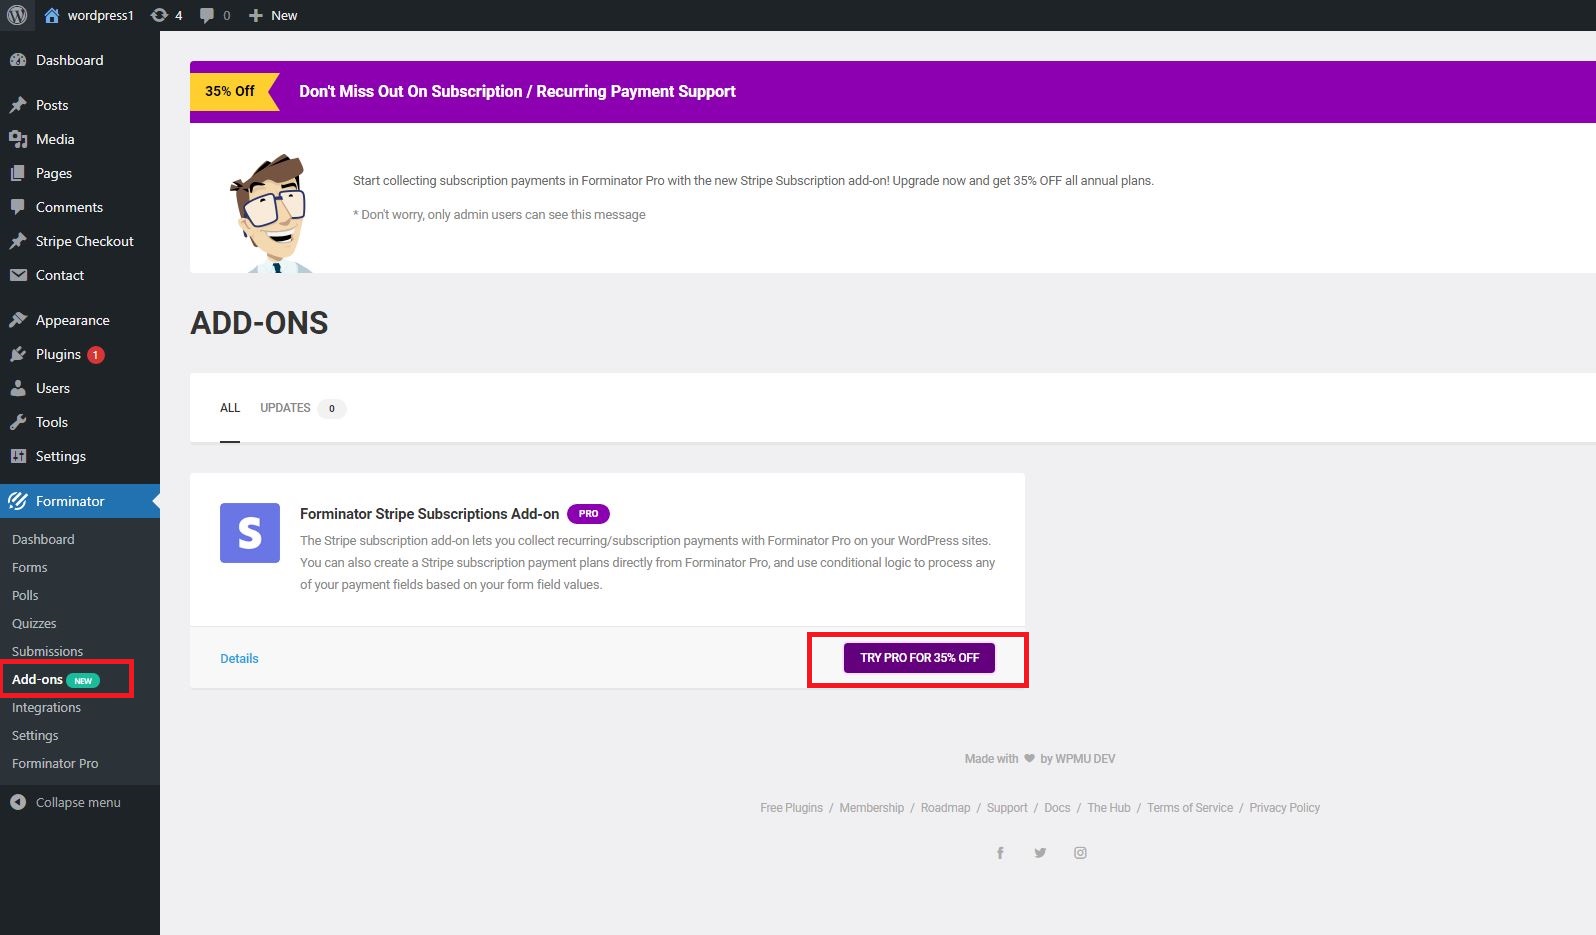 wordpress1 4 0 New
Dashboard
Posts
Media
Pages
Comments
Stripe Checkout
Contact
Appearance
Plugins 1
Users
Tools
Settings
Forminator
Dashboard
Forms
Polls
Quizzes
Submissions
Add-ons NEW
Integrations
Settings
Forminator Pro
Collapse menu
35% Off Don't Miss Out On Subscription / Recurring Payment Support
Start collecting subscription payments in Forminator Pro with the new Stripe Subscription add-on! Upgrade now and get 35% OFF all annual plans.
* Don't worry, only admin users can see this message
ADD-ONS
ALL UPDATES 0
S
Forminator Stripe Subscriptions Add-on PRO
The Stripe subscription add-on lets you collect recurring/subscription payments with Forminator Pro on your WordPress sites.
You can also create a Stripe subscription payment plans directly from Forminator Pro, and use conditional logic to process any
of your payment fields based on your form field values.
Details TRY PRO FOR 35% OFF
Made with ♥ by WPMU DEV
Free Plugins / Membership / Roadmap / Support / Docs / The Hub / Terms of Service / Privacy Policy